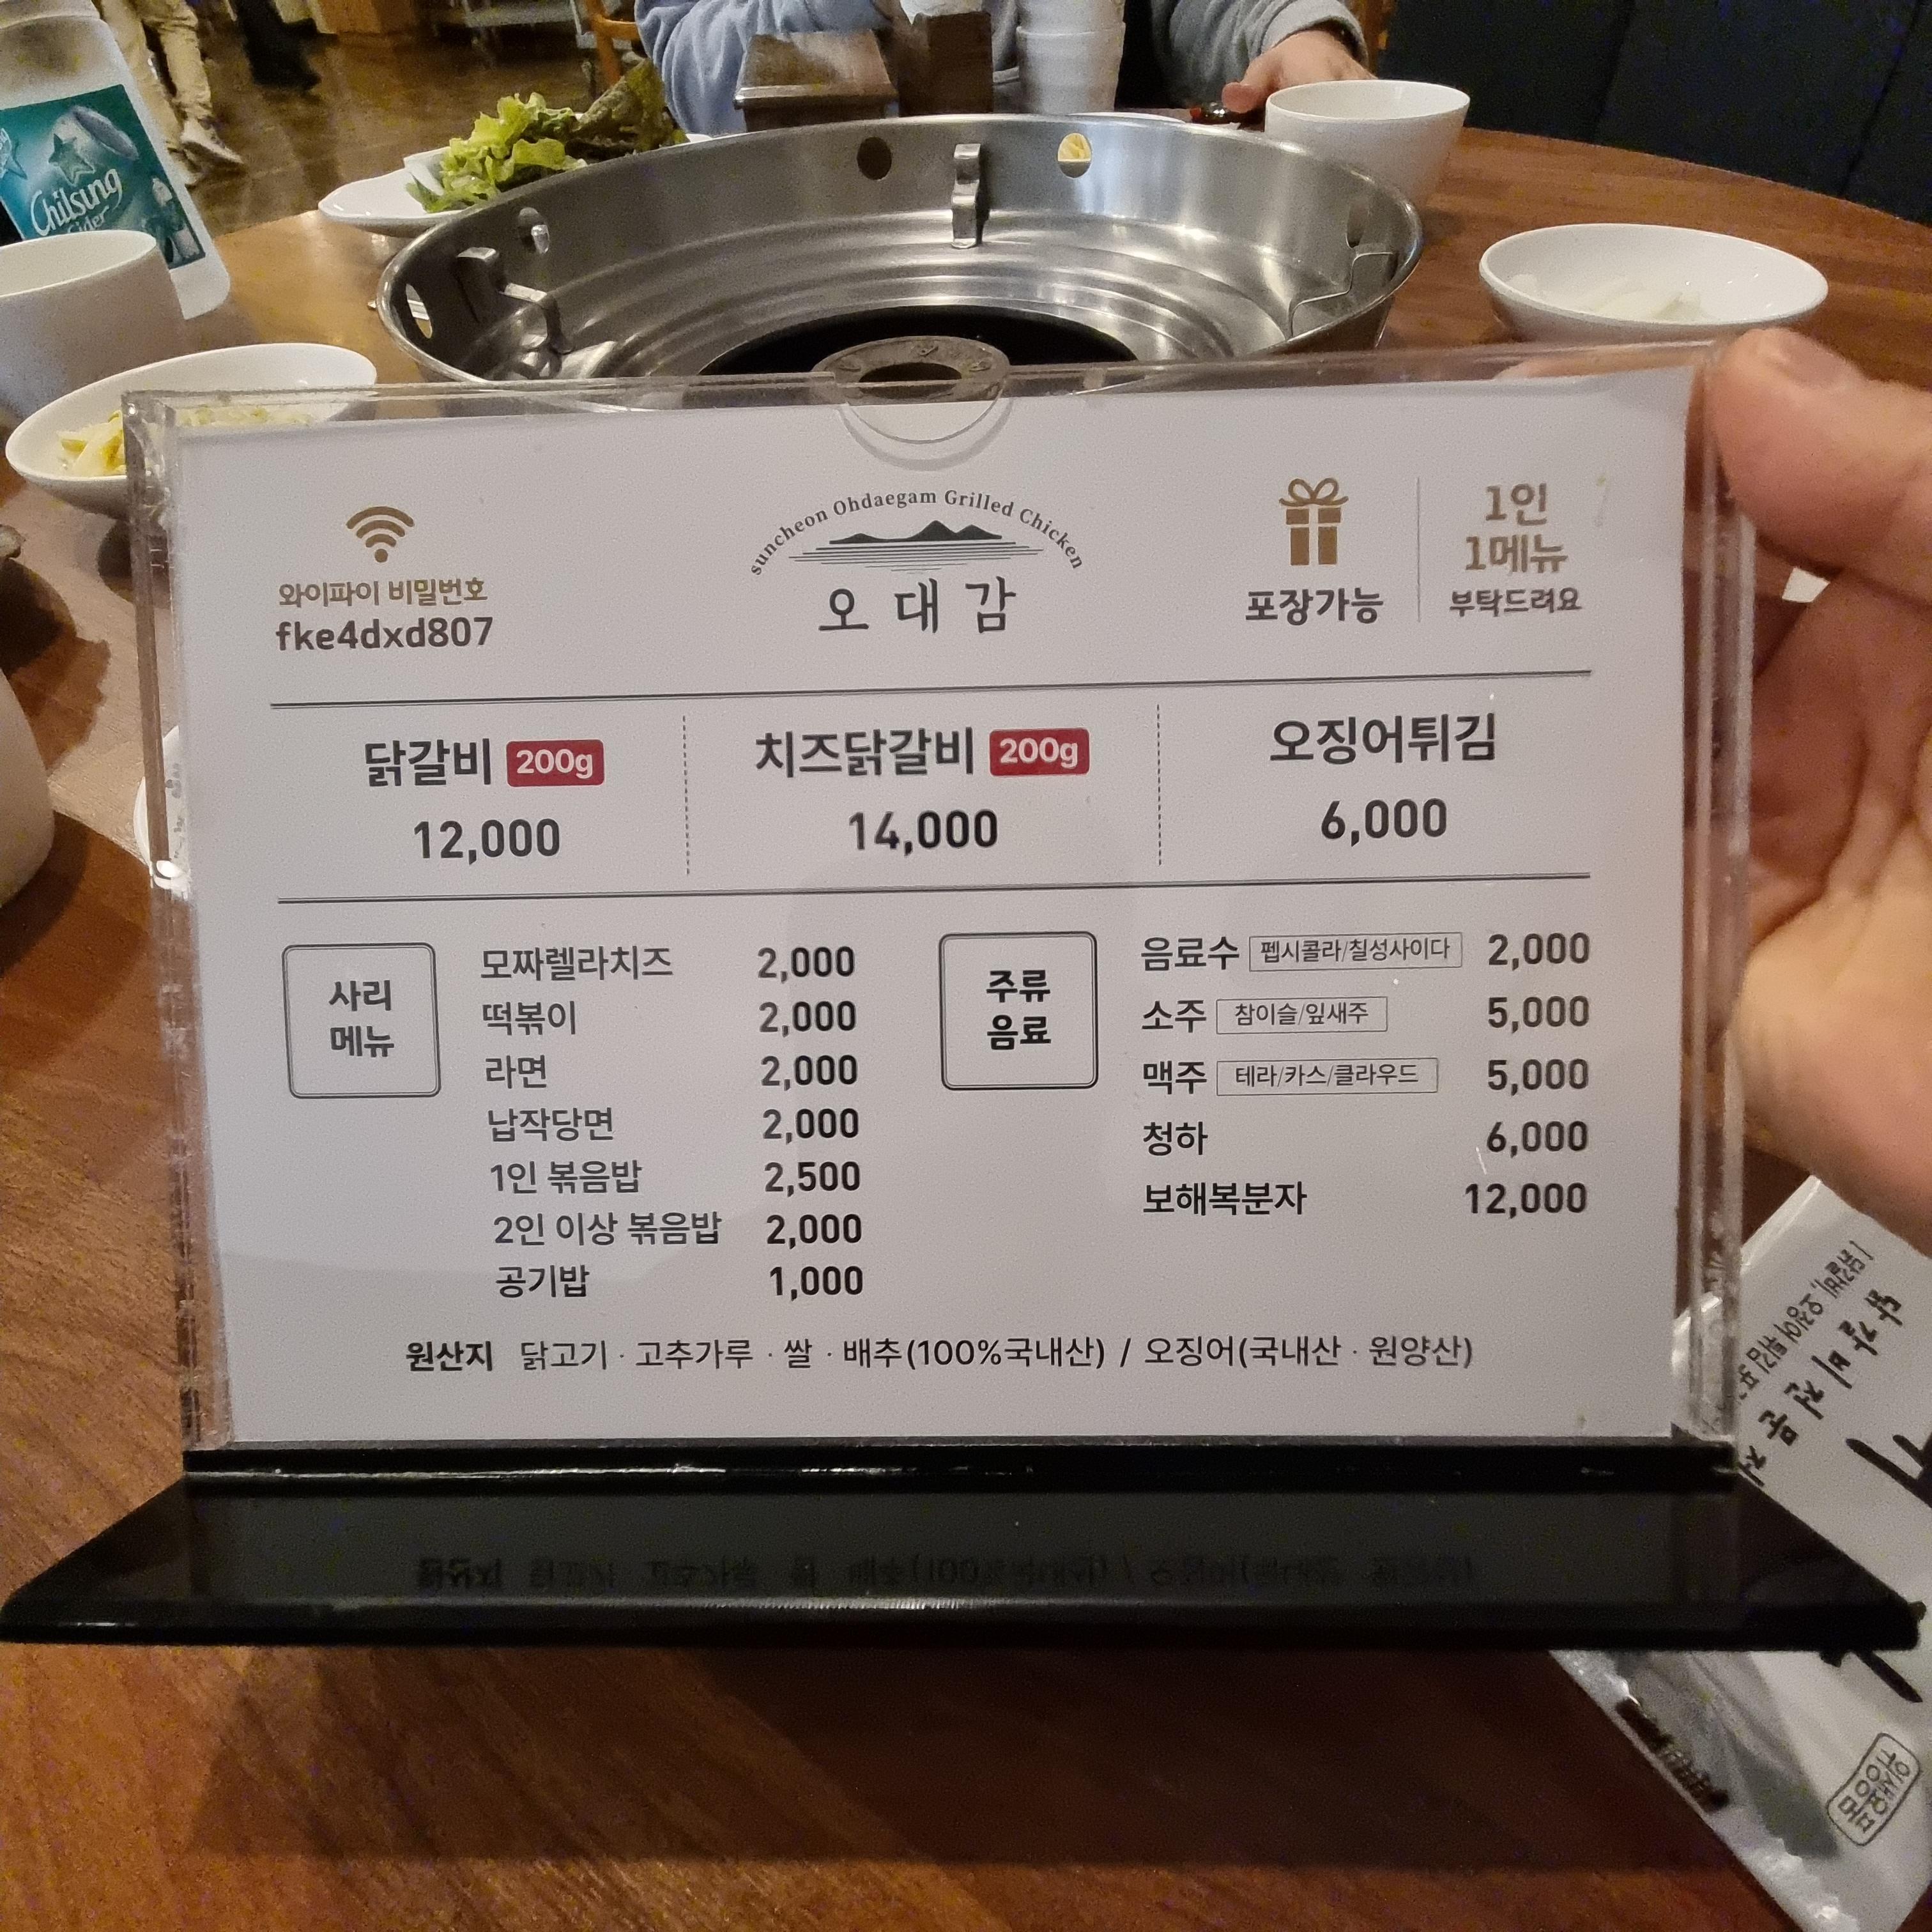 Chilsung
Cider
suncheon Ohdaegam Grilled Chicken
오대감
와이파이 비밀번호
fke4dxd807
포장가능
1인
1메뉴
부탁드려요
닭갈비 200g
12,000
치즈닭갈비 200g
14,000
오징어튀김
6,000
사리
메뉴
모짜렐라치즈 2,000
떡볶이 2,000
라면 2,000
납작당면 2,000
1인 볶음밥 2,500
2인 이상 볶음밥 2,000
공기밥 1,000
주류
음료
음료수 펩시콜라/칠성사이다 2,000
소주 참이슬/잎새주 5,000
맥주 테라/카스/클라우드 5,000
청하 6,000
보해복분자 12,000
원산지 닭고기 · 고추가루 · 쌀 · 배추(100%국내산) / 오징어(국내산 · 원양산)
닭갈비전문점